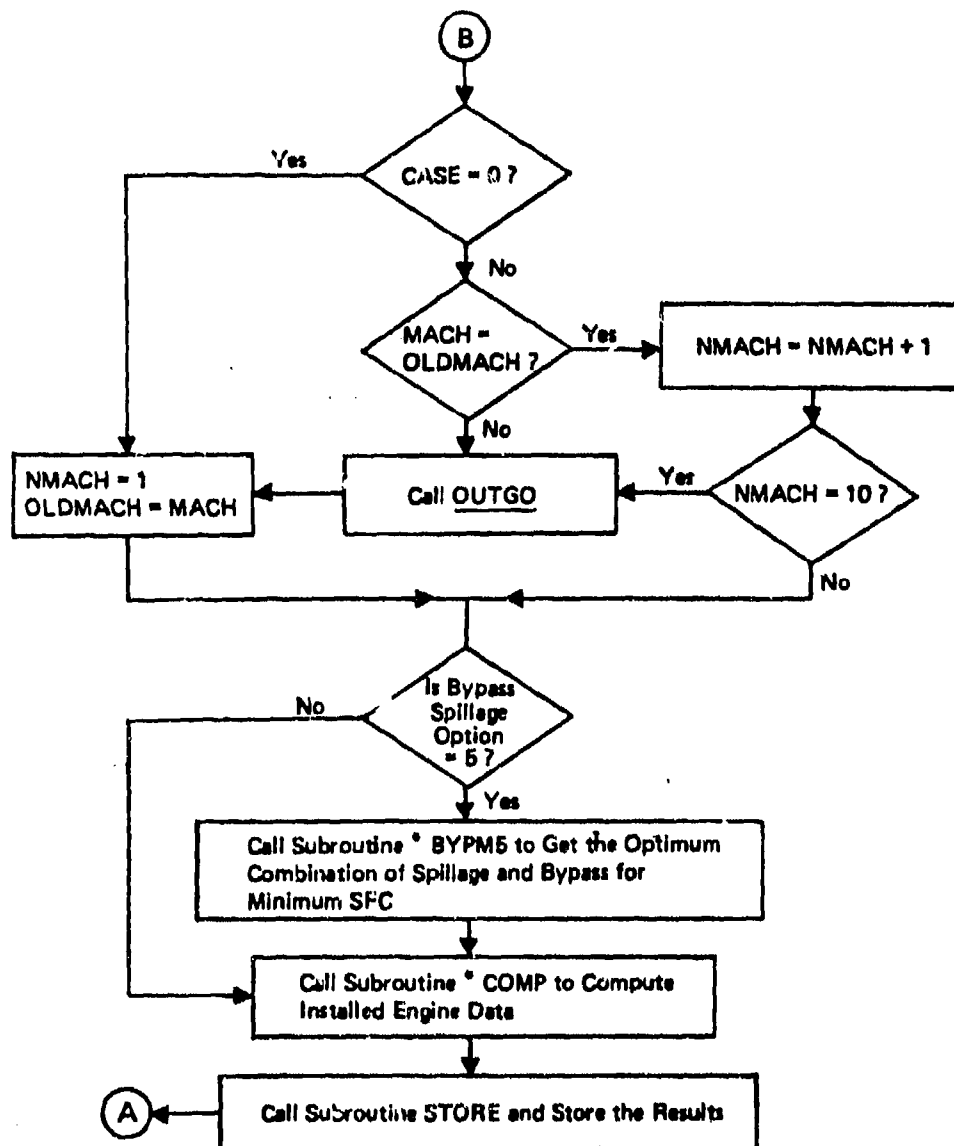 B
CASE = 0 ?
Yes
No
MACH =
OLDMACH ?
Yes
NMACH = NMACH + 1
No
NMACH = 1
OLDMACH = MACH
Call OUTGO
Yes
NMACH = 10 ?
No
Is Bypass
Spillage
Option
= 5 ?
No
Yes
Call Subroutine * BYPM5 to Get the Optimum
Combination of Spillage and Bypass for
Minimum SFC
Call Subroutine * COMP to Compute
Installed Engine Data
A
Call Subroutine STORE and Store the Results